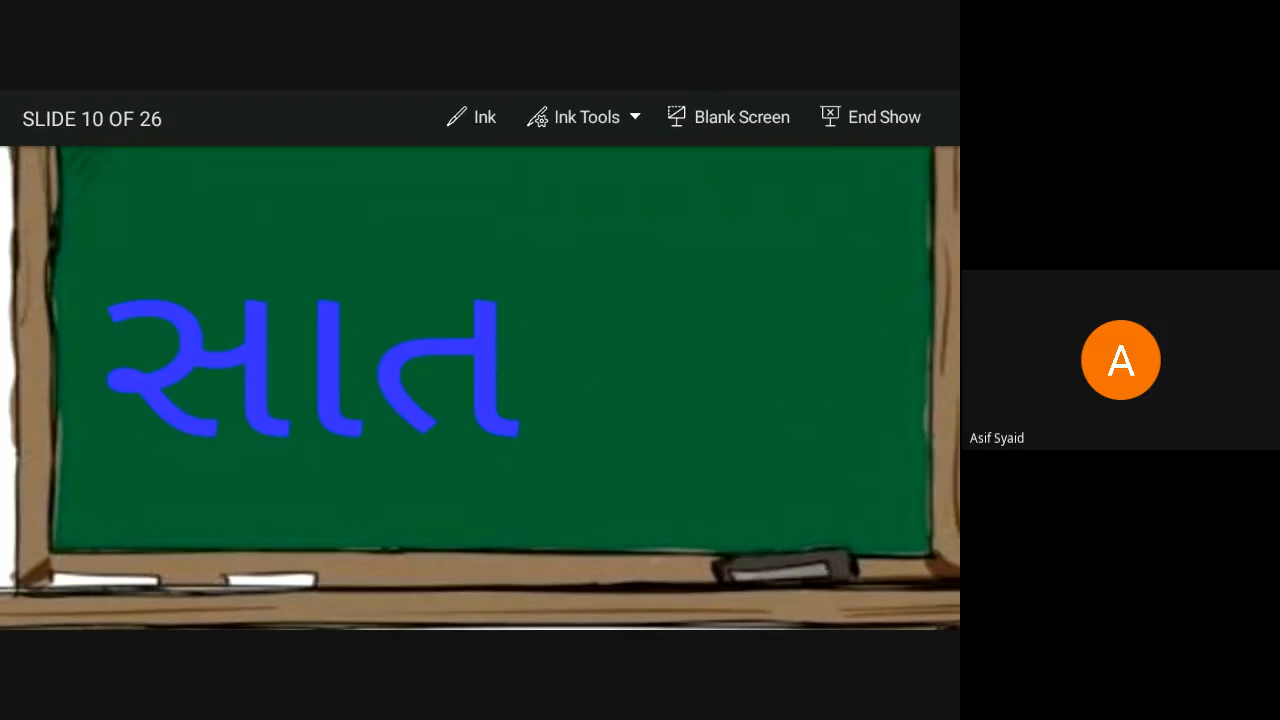 SLIDE 10 OF 26 Ink Ink Tools Blank Screen End Show
સાત
A
Asif Syaid